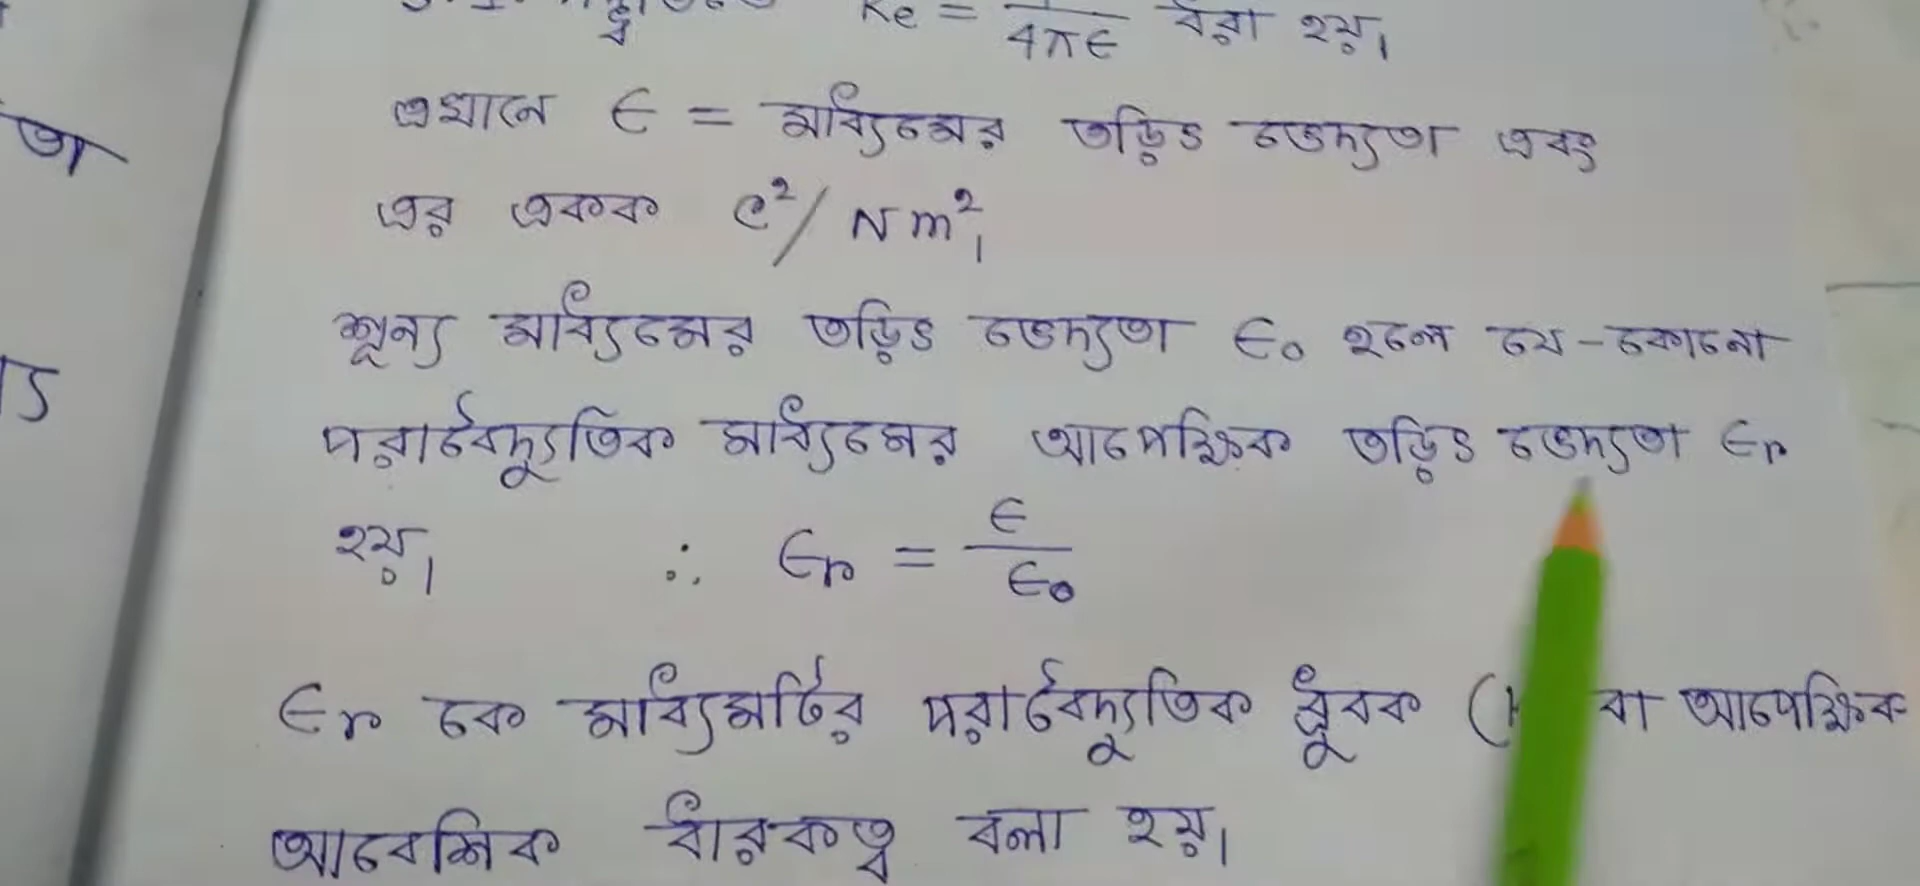 Ke = 1/4πϵ ধরা হয়।
এখানে ϵ = মাধ্যমের তড়িৎ ভেদ্যতা এবং
তা
এর একক C²/Nm²।
শূন্য মাধ্যমের তড়িৎ ভেদ্যতা ϵ₀ হলে যে-কোনো
পরাবৈদ্যুতিক মাধ্যমের আপেক্ষিক তড়িৎ ভেদ্যতা ϵr
হয়। ∴ ϵr = ϵ/ϵ₀
ϵr কে মাধ্যমটির পরাবৈদ্যুতিক ধ্রুবক ( বা আপেক্ষিক
আবেশিক ধারকত্ব বলা হয়।